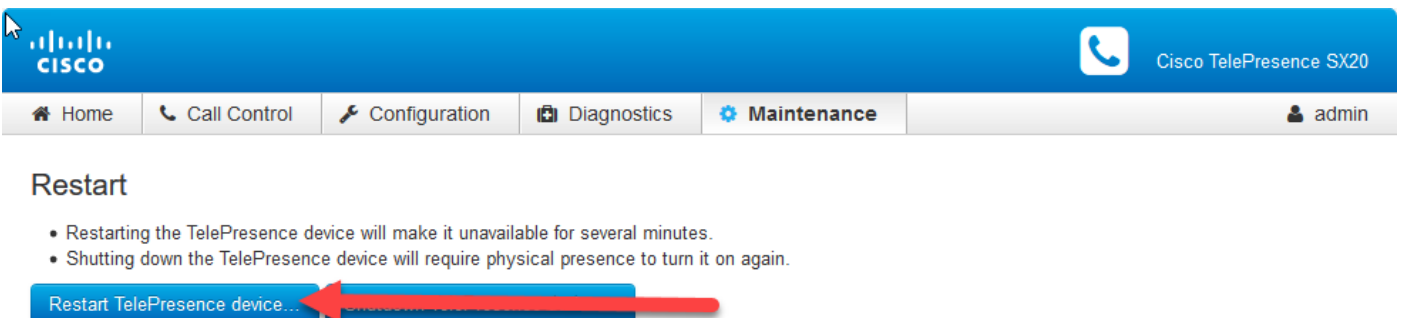 CISCO
Cisco TelePresence SX20
Home
Call Control
Configuration
Diagnostics
Maintenance
admin
Restart
• Restarting the TelePresence device will make it unavailable for several minutes.
• Shutting down the TelePresence device will require physical presence to turn it on again.
Restart TelePresence device...